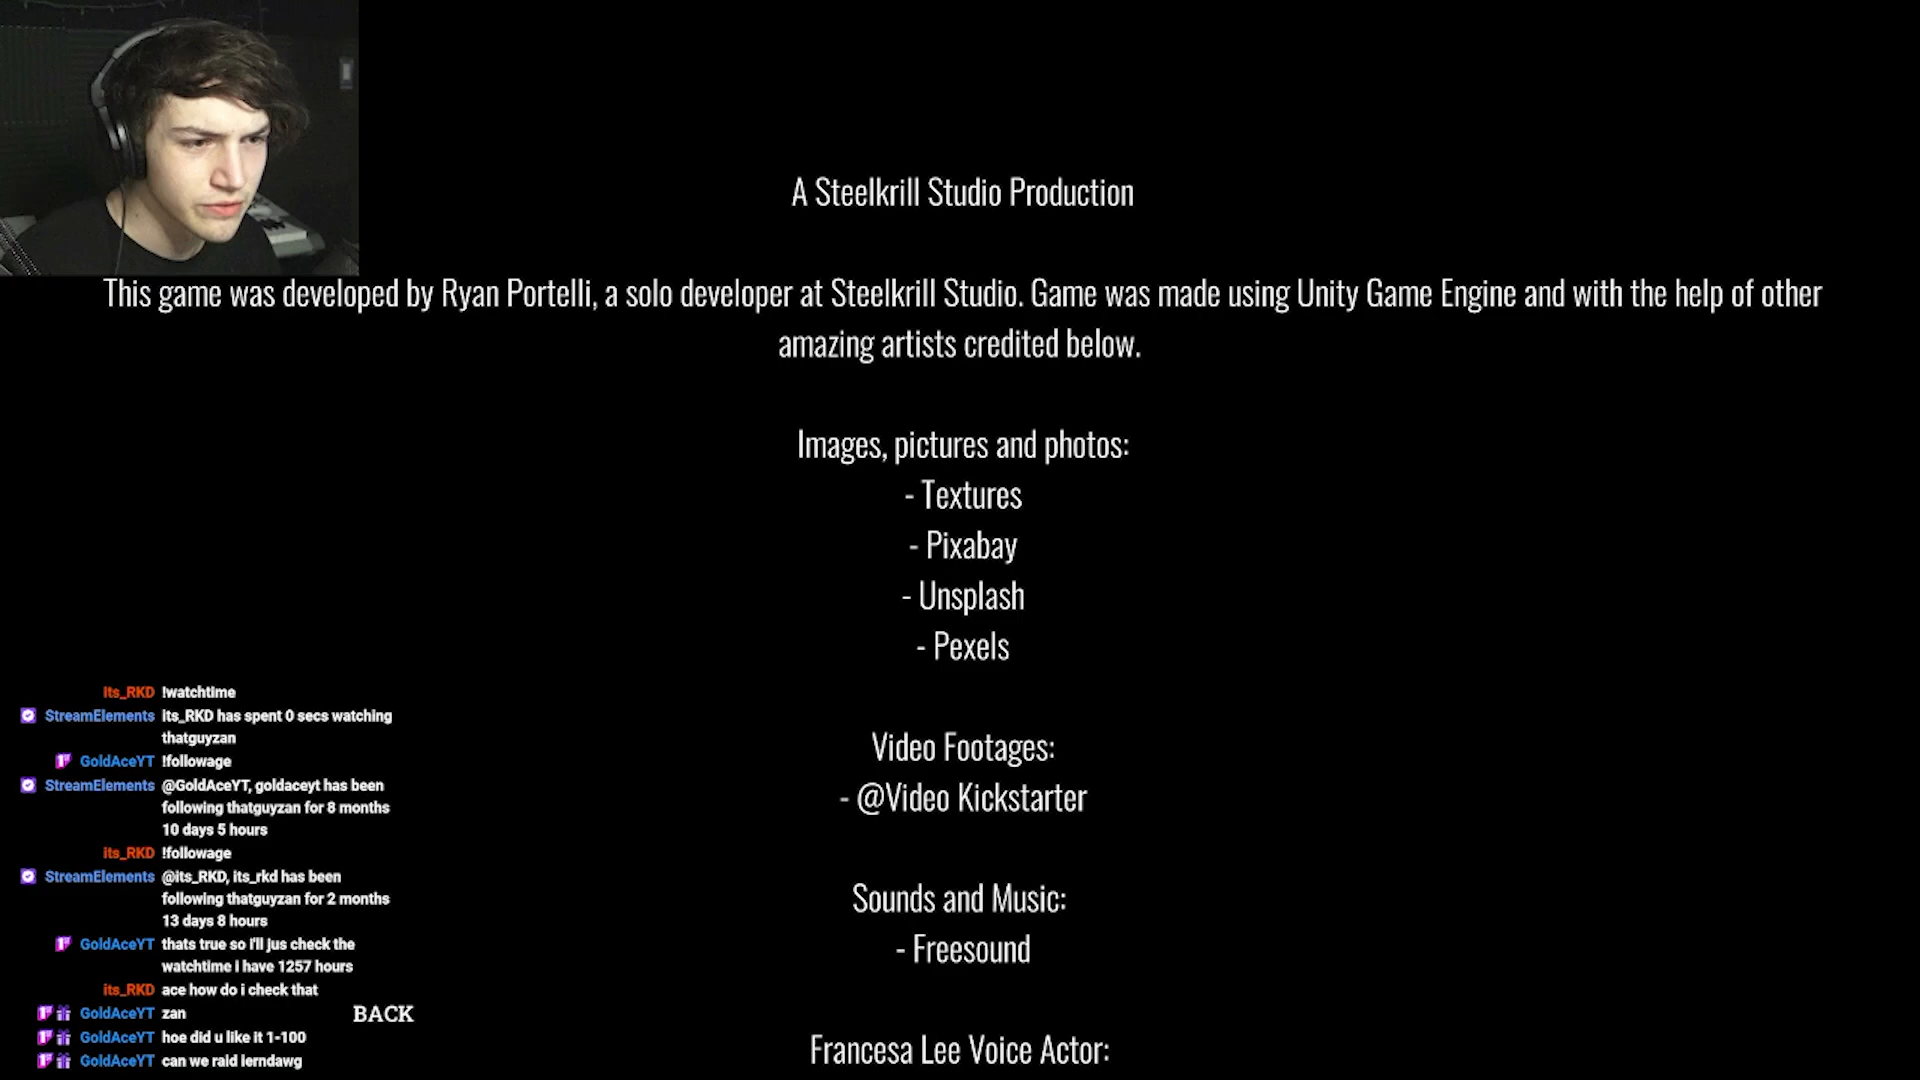 A Steelkrill Studio Production
This game was developed by Ryan Portelli, a solo developer at Steelkrill Studio. Game was made using Unity Game Engine and with the help of other
amazing artists credited below.
Images, pictures and photos:
- Textures
- Pixabay
- Unsplash
- Pexels
Video Footages:
- @Video Kickstarter
Sounds and Music:
- Freesound
Francesa Lee Voice Actor:
its_RKD !watchtime
StreamElements its_RKD has spent 0 secs watching
thatguyzan
GoldAceYT !followage
StreamElements @GoldAceYT, goldaceyt has been
following thatguyzan for 8 months
10 days 5 hours
its_RKD !followage
StreamElements @its_RKD, its_rkd has been
following thatguyzan for 2 months
13 days 8 hours
GoldAceYT thats true so i'll jus check the
watchtime i have 1257 hours
its_RKD ace how do i check that
GoldAceYT zan
GoldAceYT hoe did u like it 1-100
GoldAceYT can we raid lerndawg
BACK